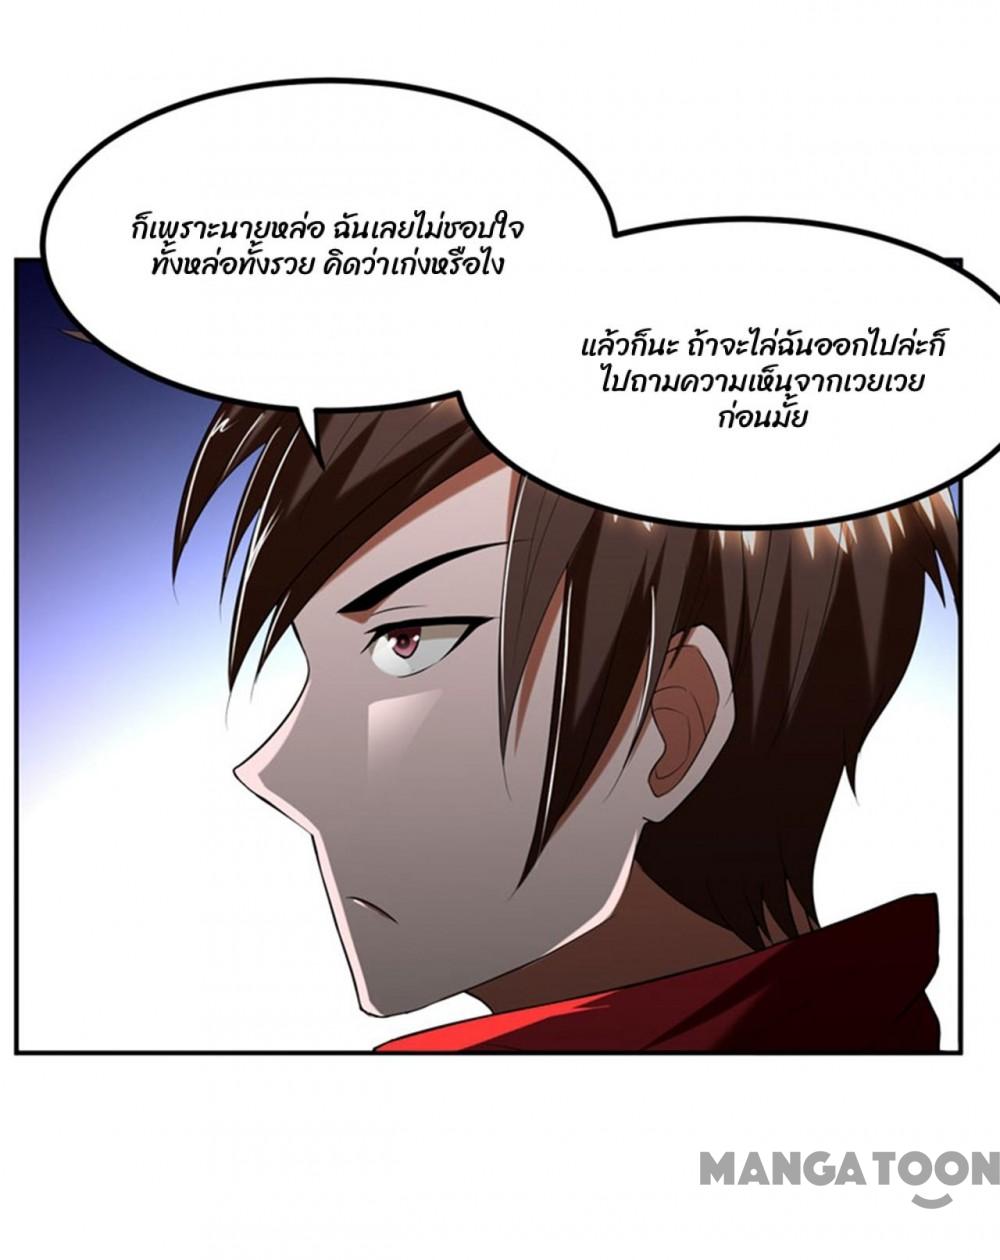 ก็เพราะนายหล่อ ฉันเลยไม่ชอบใจ
ทั้งหล่อทั้งรวย คิดว่าเก่งหรือไง
แล้วก็นะ ถ้าจะไล่ฉันออกไปล่ะก็
ไปถามความเห็นจากเวยเวย
ก่อนมั้ย
MANGATOON